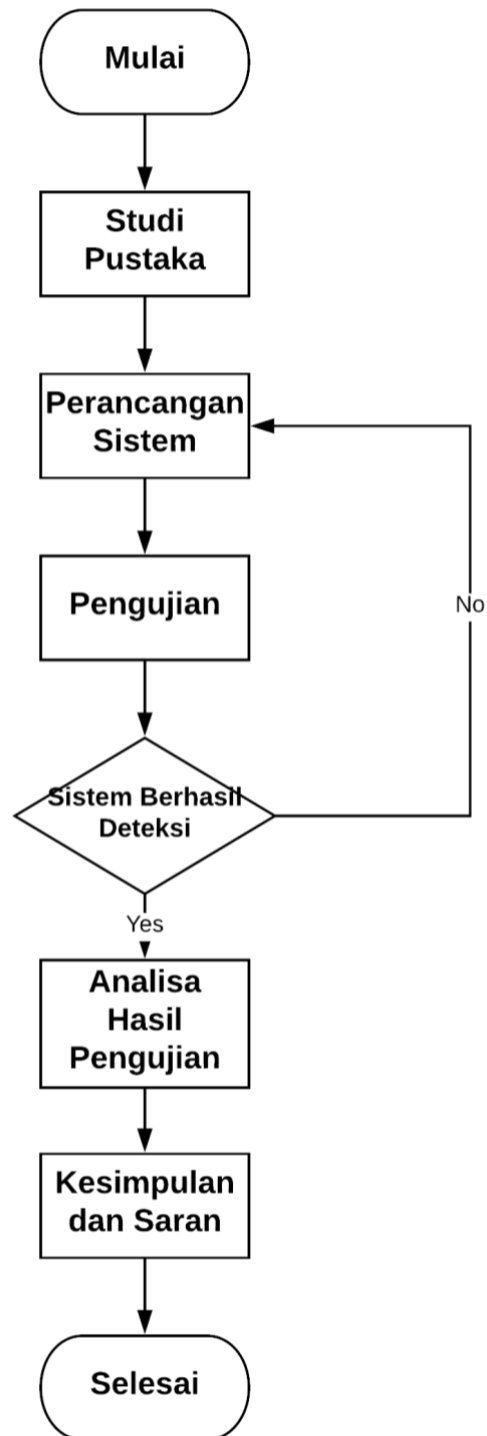 Mulai
Studi
Pustaka
Perancangan
Sistem
Pengujian
No
Sistem Berhasil
Deteksi
Yes
Analisa
Hasil
Pengujian
Kesimpulan
dan Saran
Selesai